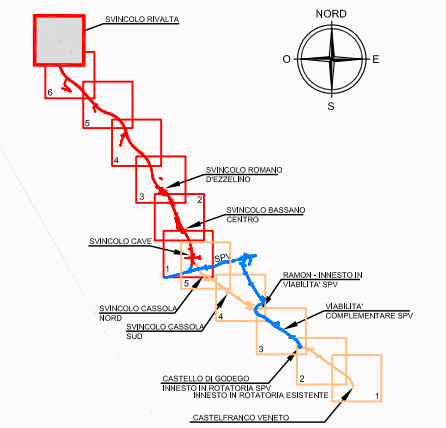 SVINCOLO RIVALTA
NORD
O
E
S
6
5
4
3
2
1
SVINCOLO ROMANO
D'EZZELINO
SVINCOLO BASSANO
CENTRO
SVINCOLO CAVE
SPV
RAMON - INNESTO IN
VIABILITA' SPV
SVINCOLO CASSOLA
NORD
SVINCOLO CASSOLA
SUD
VIABILITA'
COMPLEMENTARE SPV
5
4
3
2
1
CASTELLO DI GODEGO
INNESTO IN ROTATORIA SPV
INNESTO IN ROTATORIA ESISTENTE
CASTELFRANCO VENETO